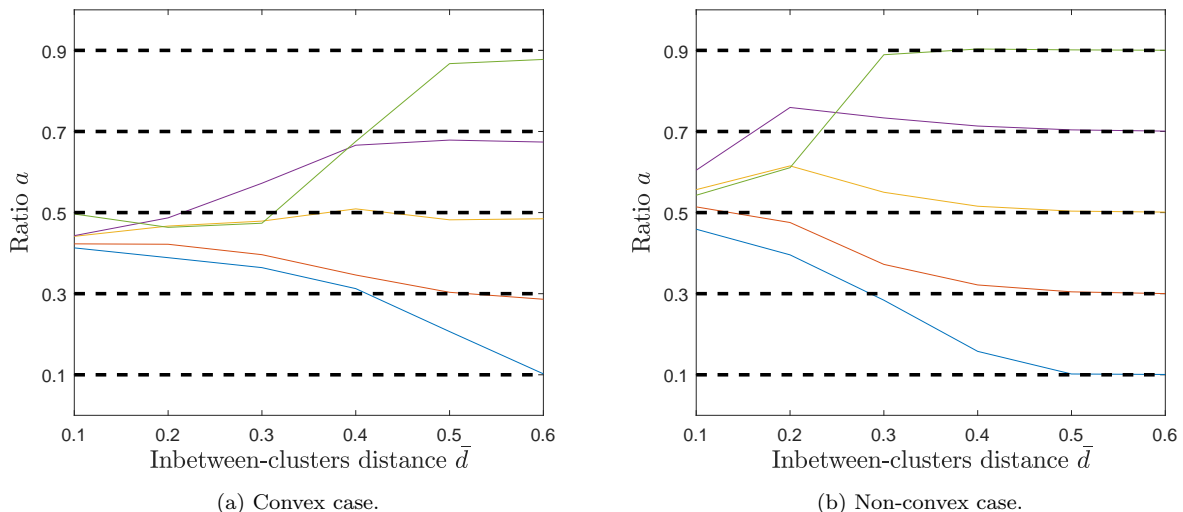 0.9
0.7
0.5
0.3
0.1
0.1 0.2 0.3 0.4 0.5 0.6
Ratio a
Inbetween-clusters distance d̄
(a) Convex case.
0.9
0.7
0.5
0.3
0.1
0.1 0.2 0.3 0.4 0.5 0.6
Ratio a
Inbetween-clusters distance d̄
(b) Non-convex case.